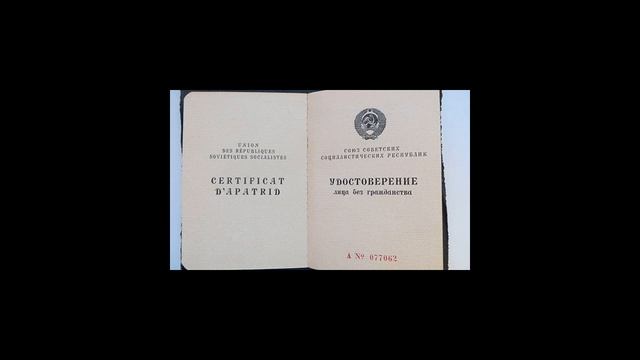 UNION
DES RÉPUBLIQUES
SOVIÉTIQUES SOCIALISTES
CERTIFICAT
D'APATRID
СОЮЗ СОВЕТСКИХ
СОЦИАЛИСТИЧЕСКИХ РЕСПУБЛИК
УДОСТОВЕРЕНИЕ
лица без гражданства
А № 077062